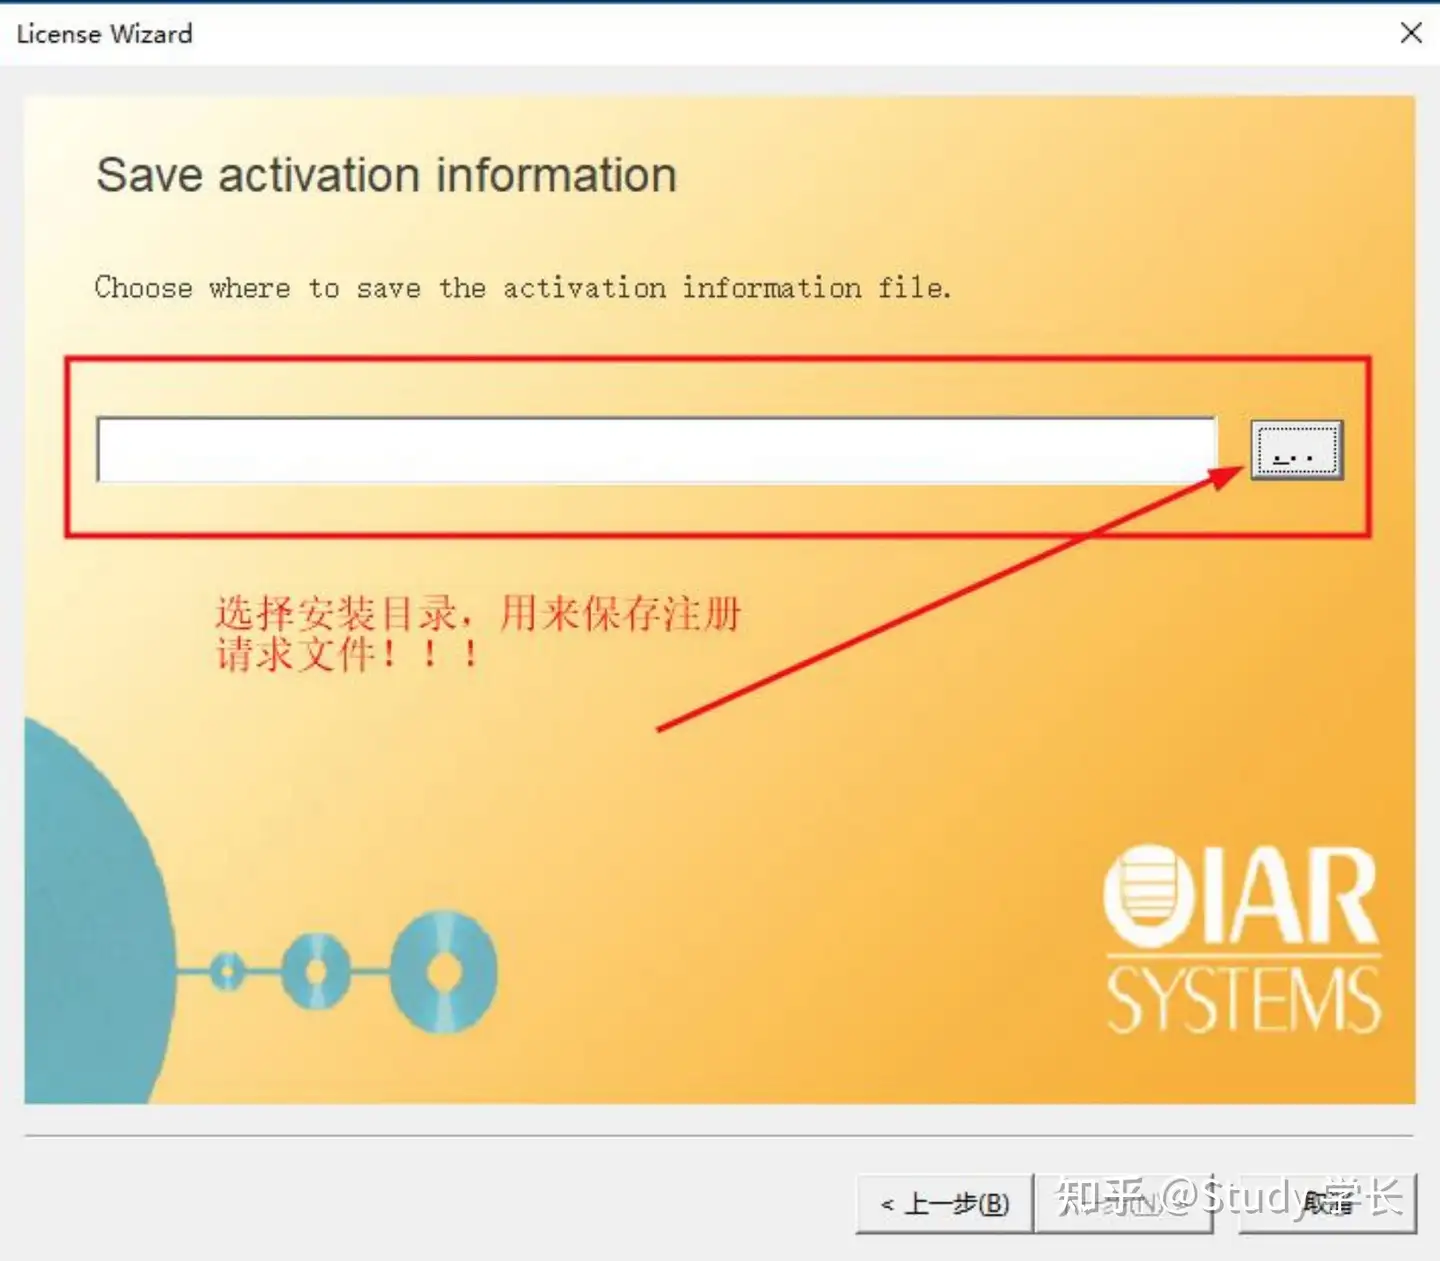 License Wizard
Save activation information
Choose where to save the activation information file.
...
选择安装目录，用来保存注册
请求文件！！！
IAR
SYSTEMS
< 上一步(B)
取消
知乎 @Study学长